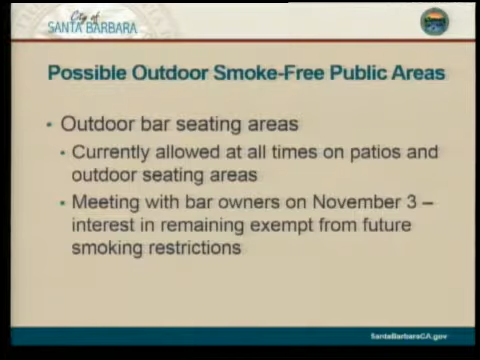 City of
SANTA BARBARA
Possible Outdoor Smoke-Free Public Areas
• Outdoor bar seating areas
• Currently allowed at all times on patios and
outdoor seating areas
• Meeting with bar owners on November 3 –
interest in remaining exempt from future
smoking restrictions
SantaBarbaraCA.gov